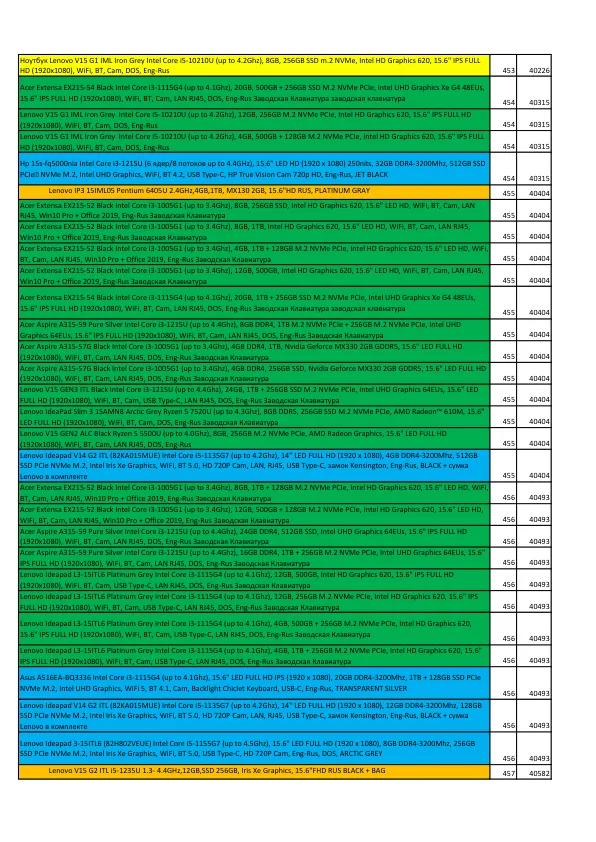 Ноутбук Lenovo V15 G1 IML Iron Grey Intel Core i5-10210U (up to 4.2Ghz), 8GB, 256GB SSD m.2 NVMe, Intel HD Graphics 620, 15.6" IPS FULL
HD (1920x1080), WiFi, BT, Cam, DOS, Eng-Rus 453 40226
Acer Extensa EX215-54 Black Intel Core i3-1115G4 (up to 4.1Ghz), 20GB, 500GB + 256GB SSD M.2 NVMe PCIe, Intel UHD Graphics Xe G4 48EUs,
15.6" IPS FULL HD (1920x1080), WiFi, BT, Cam, LAN RJ45, DOS, Eng-Rus Заводская Клавиатура заводская клавиатура 454 40315
Lenovo V15 G1 IML Iron Grey Intel Core i5-10210U (up to 4.2Ghz), 12GB, 256GB M.2 NVMe PCIe, Intel HD Graphics 620, 15.6" IPS FULL HD
(1920x1080), WiFi, BT, Cam, DOS, Eng-Rus 454 40315
Lenovo V15 G1 IML Iron Grey Intel Core i5-10210U (up to 4.2Ghz), 4GB, 500GB + 128GB M.2 NVMe PCIe, Intel HD Graphics 620, 15.6" IPS FULL
HD (1920x1080), WiFi, BT, Cam, DOS, Eng-Rus 454 40315
Hp 15s-fq5000nia Intel Core i3-1215U (6 ядер/8 потоков up to 4.4GHz), 15.6" LED HD (1920 x 1080) 250nits, 32GB DDR4-3200Mhz, 512GB SSD
NVMe M.2, Intel UHD Graphics, WiFi BT 4.2, USB Type-C, HP True Vision Cam 720p HD, Eng-Rus, JET BLACK 454 40315
Lenovo IP3 15IML05 Pentium 6405U 2.4GHz,4GB,1TB, MX130 2GB, 15.6"HD RUS, PLATINUM GRAY 455 40404
Acer Extensa EX215-52 Black Intel Core i3-1005G1 (up to 3.4Ghz), 8GB, 256GB SSD, Intel HD Graphics 620, 15.6" LED HD, WiFi, BT, Cam, LAN
RJ45, Win10 Pro + Office 2019, Eng-Rus Заводская Клавиатура 455 40404
Acer Extensa EX215-52 Black Intel Core i3-1005G1 (up to 3.4Ghz), 8GB, 1TB, Intel HD Graphics 620, 15.6" LED HD, WiFi, BT, Cam, LAN RJ45,
Win10 Pro + Office 2019, Eng-Rus Заводская Клавиатура 455 40404
Acer Extensa EX215-52 Black Intel Core i3-1005G1 (up to 3.4Ghz), 4GB, 1TB + 128GB M.2 NVMe PCIe, Intel HD Graphics 620, 15.6" LED HD, WiFi,
BT, Cam, LAN RJ45, Win10 Pro + Office 2019, Eng-Rus Заводская Клавиатура 455 40404
Acer Extensa EX215-52 Black Intel Core i3-1005G1 (up to 3.4Ghz), 12GB, 500GB, Intel HD Graphics 620, 15.6" LED HD, WiFi, BT, Cam, LAN RJ45,
Win10 Pro + Office 2019, Eng-Rus Заводская Клавиатура 455 40404
Acer Extensa EX215-54 Black Intel Core i3-1115G4 (up to 4.1Ghz), 20GB, 1TB + 256GB SSD M.2 NVMe PCIe, Intel UHD Graphics Xe G4 48EUs,
15.6" IPS FULL HD (1920x1080), WiFi, BT, Cam, LAN RJ45, DOS, Eng-Rus Заводская Клавиатура заводская клавиатура 455 40404
Acer Aspire A315-59 Pure Silver Intel Core i3-1215U (up to 4.4Ghz), 8GB DDR4, 1TB M.2 NVMe PCIe + 256GB M.2 NVMe PCIe, Intel UHD
Graphics 64EUs, 15.6" IPS FULL HD (1920x1080), WiFi, BT, Cam, LAN RJ45, DOS, Eng-Rus Заводская Клавиатура 455 40404
Acer Aspire A315-57G Black Intel Core i3-1005G1 (up to 3.4Ghz), 4GB DDR4, 1TB, Nvidia Geforce MX330 2GB GDDR5, 15.6" LED FULL HD
(1920x1080), WiFi, BT, Cam, LAN RJ45, DOS, Eng-Rus Заводская Клавиатура 455 40404
Acer Aspire A315-57G Black Intel Core i3-1005G1 (up to 3.4Ghz), 4GB DDR4, 256GB SSD, Nvidia Geforce MX330 2GB GDDR5, 15.6" LED FULL HD
(1920x1080), WiFi, BT, Cam, LAN RJ45, DOS, Eng-Rus Заводская Клавиатура 455 40404
Lenovo V15 GEN3 ITL Black Intel Core i3-1215U (up to 4.4Ghz), 24GB, 1TB + 256GB SSD M.2 NVMe PCIe, Intel UHD Graphics 64EUs, 15.6" LED
FULL HD (1920x1080), WiFi, BT, Cam, LAN RJ45, DOS, Eng-Rus Заводская Клавиатура 455 40404
Lenovo IdeaPad Slim 3 15AMN8 Arctic Grey Ryzen 5 7520U (up to 4.3Ghz), 8GB DDR5, 256GB SSD M.2 NVMe PCIe, AMD Radeon™ 610M, 15.6"
LED FULL HD (1920x1080), WiFi, BT, Cam, DOS, Eng-Rus Заводская Клавиатура 455 40404
Lenovo V15 GEN2 ALC Black Ryzen 5 5500U (up to 4.0Ghz), 8GB, 256GB M.2 NVMe PCIe, AMD Radeon Graphics, 15.6" LED FULL HD
(1920x1080), WiFi, BT, Cam, LAN RJ45, DOS, Eng-Rus 455 40404
Lenovo Ideapad V14 G2 ITL (82KA015MUE) Intel Core i5-1135G7 (up to 4.2GHz), 14" LED FULL HD (1920 x 1080), 4GB DDR4-3200Mhz, 512GB
SSD PCIe NVMe M.2, Intel Iris Xe Graphics, WiFi, BT 5.0, HD 720P Cam, LAN, RJ45, USB Type-C, замок Kensington, Eng-Rus, BLACK + сумка
Lenovo в комплекте 455 40404
Acer Extensa EX215-52 Black Intel Core i3-1005G1 (up to 3.4Ghz), 8GB, 1TB + 128GB M.2 NVMe PCIe, Intel HD Graphics 620, 15.6" LED HD, WiFi,
BT, Cam, LAN RJ45, Win10 Pro + Office 2019, Eng-Rus Заводская Клавиатура 456 40493
Acer Extensa EX215-52 Black Intel Core i3-1005G1 (up to 3.4Ghz), 12GB, 500GB + 128GB M.2 NVMe PCIe, Intel HD Graphics 620, 15.6" LED HD,
WiFi, BT, Cam, LAN RJ45, Win10 Pro + Office 2019, Eng-Rus Заводская Клавиатура 456 40493
Acer Aspire A315-59 Pure Silver Intel Core i3-1215U (up to 4.4Ghz), 24GB DDR4, 512GB SSD, Intel UHD Graphics 64EUs, 15.6" IPS FULL HD
(1920x1080), WiFi, BT, Cam, LAN RJ45, DOS, Eng-Rus Заводская Клавиатура 456 40493
Acer Aspire A315-59 Pure Silver Intel Core i3-1215U (up to 4.4Ghz), 16GB DDR4, 1TB + 256GB M.2 NVMe PCIe, Intel UHD Graphics 64EUs, 15.6"
IPS FULL HD (1920x1080), WiFi, BT, Cam, LAN RJ45, DOS, Eng-Rus Заводская Клавиатура 456 40493
Lenovo Ideapad L3-15ITL6 Platinum Grey Intel Core i3-1115G4 (up to 4.1Ghz), 12GB, 500GB, Intel HD Graphics 620, 15.6" IPS FULL HD
(1920x1080), WiFi, BT, Cam, USB Type-C, LAN RJ45, DOS, Eng-Rus Заводская Клавиатура 456 40493
Lenovo Ideapad L3-15ITL6 Platinum Grey Intel Core i3-1115G4 (up to 4.1Ghz), 12GB, 256GB M.2 NVMe PCIe, Intel HD Graphics 620, 15.6" IPS
FULL HD (1920x1080), WiFi, BT, Cam, USB Type-C, LAN RJ45, DOS, Eng-Rus Заводская Клавиатура 456 40493
Lenovo Ideapad L3-15ITL6 Platinum Grey Intel Core i3-1115G4 (up to 4.1Ghz), 4GB, 500GB + 256GB M.2 NVMe PCIe, Intel HD Graphics 620,
15.6" IPS FULL HD (1920x1080), WiFi, BT, Cam, USB Type-C, LAN RJ45, DOS, Eng-Rus Заводская Клавиатура 456 40493
Lenovo Ideapad L3-15ITL6 Platinum Grey Intel Core i3-1115G4 (up to 4.1Ghz), 4GB, 1TB + 128GB M.2 NVMe PCIe, Intel HD Graphics 620, 15.6"
IPS FULL HD (1920x1080), WiFi, BT, Cam, USB Type-C, LAN RJ45, DOS, Eng-Rus Заводская Клавиатура 456 40493
Asus A516EA-BQ3336 Intel Core i3-1115G4 (up to 4.1Ghz), 15.6" LED FULL HD IPS (1920 x 1080), 20GB DDR4-3200Mhz, 1TB + 128GB SSD PCIe
NVMe M.2, Intel UHD Graphics, WiFi 5, BT 4.1, Cam, Backlight Chiclet Keyboard, USB-C, Eng-Rus, TRANSPARENT SILVER 456 40493
Lenovo Ideapad V14 G2 ITL (82KA015MUE) Intel Core i5-1135G7 (up to 4.2GHz), 14" LED FULL HD (1920 x 1080), 12GB DDR4-3200Mhz, 128GB
SSD PCIe NVMe M.2, Intel Iris Xe Graphics, WiFi, BT 5.0, HD 720P Cam, LAN, RJ45, USB Type-C, замок Kensington, Eng-Rus, BLACK + сумка
Lenovo в комплекте 456 40493
Lenovo Ideapad 3-15ITL6 (82H802VEUE) Intel Core i5-1155G7 (up to 4.5Ghz), 15.6" LED FULL HD (1920 x 1080), 8GB DDR4-3200Mhz, 256GB
SSD PCIe NVMe M.2, Intel Iris Xe Graphics, WiFi, BT 5.0, USB Type-C, HD 720P Cam, Eng-Rus, DOS, ARCTIC GREY 456 40493
Lenovo V15 G2 ITL i5-1235U 1.3- 4.4GHz,12GB,SSD 256GB, Iris Xe Graphics, 15.6"FHD RUS BLACK + BAG 457 40582